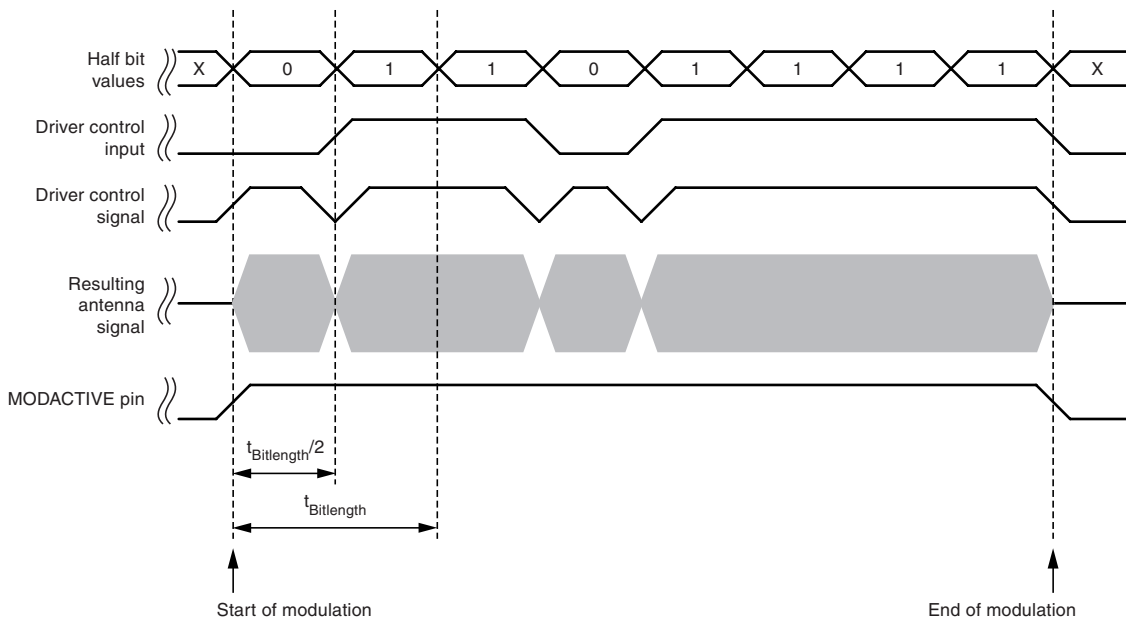 Half bit
values
X 0 1 1 0 1 1 1 1 X
Driver control
input
Driver control
signal
Resulting
antenna
signal
MODACTIVE pin
tBitlength/2
tBitlength
Start of modulation
End of modulation